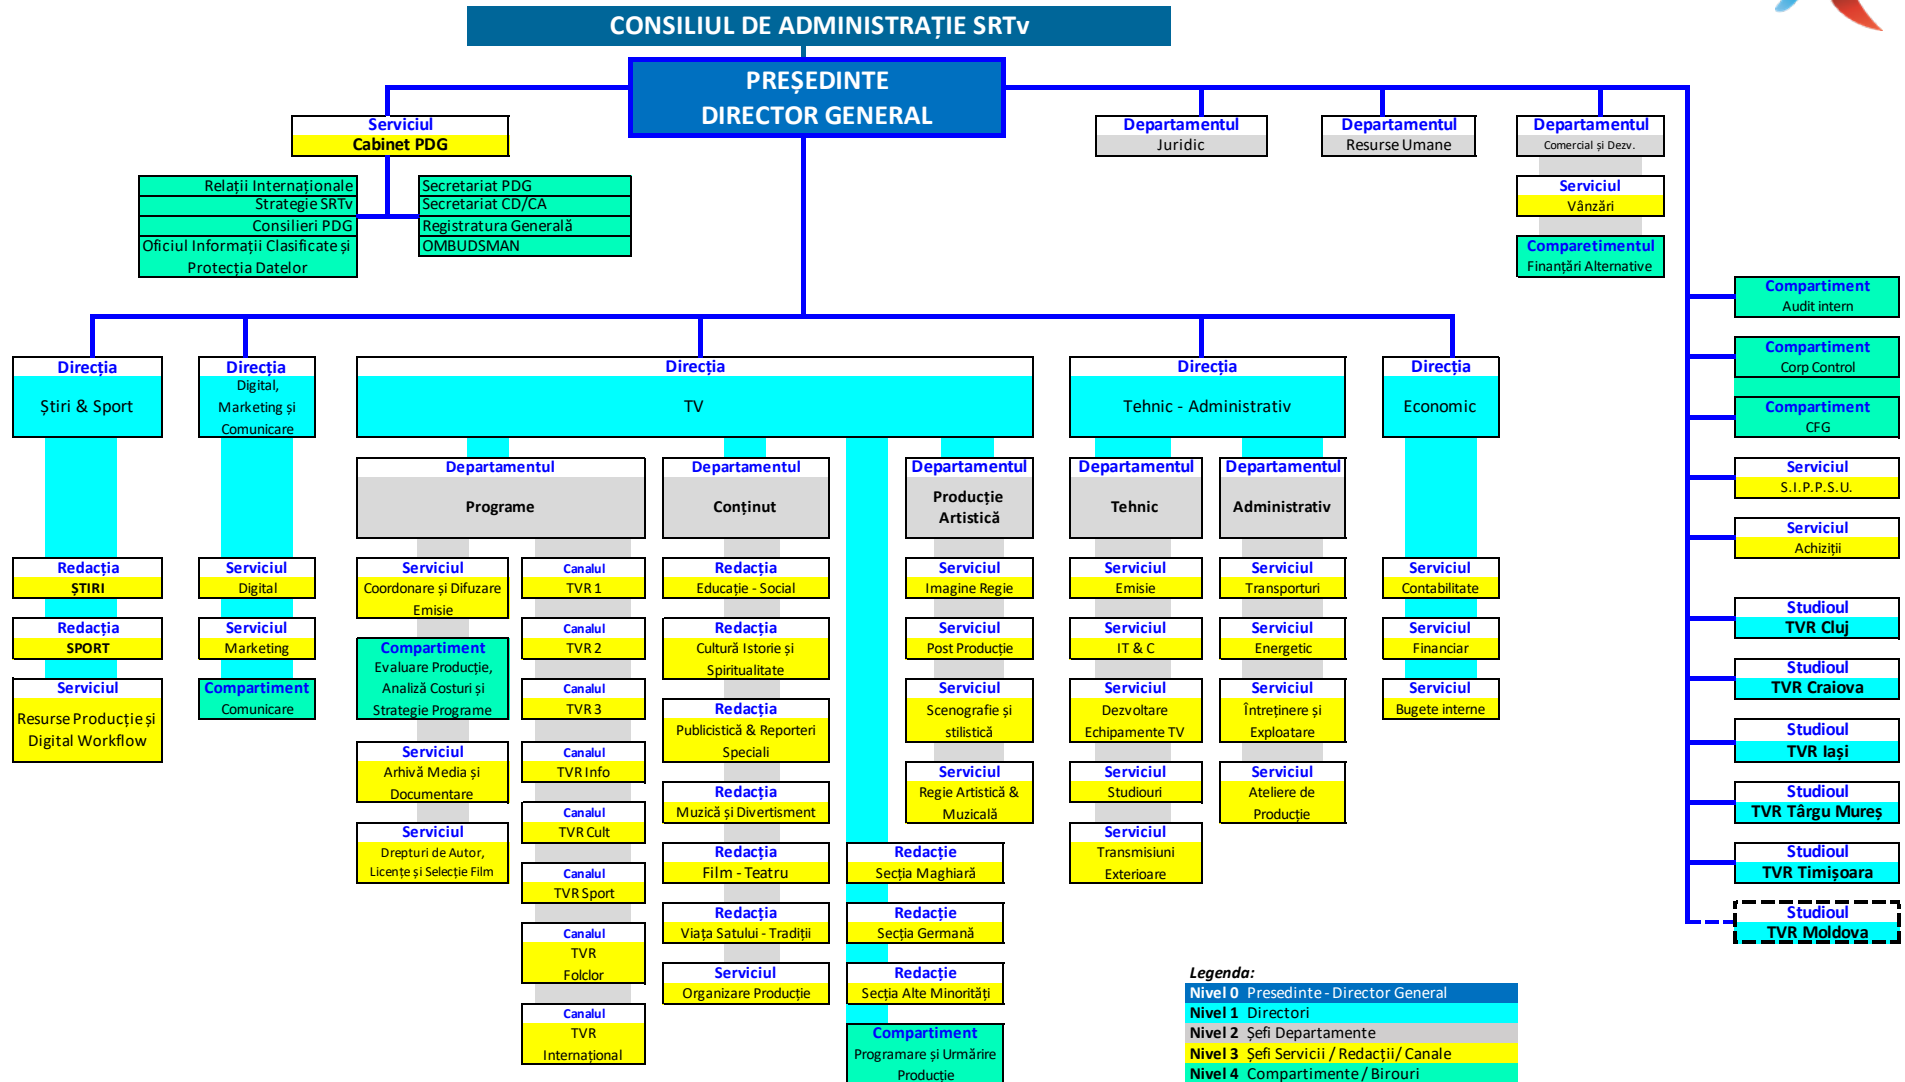 CONSILIUL DE ADMINISTRAȚIE SRTv
PREȘEDINTE
DIRECTOR GENERAL
Serviciul
Cabinet PDG
Relații Internaționale
Strategie SRTv
Consilieri PDG
Oficiul Informații Clasificate și
Protecția Datelor
Secretariat PDG
Secretariat CD/CA
Registratura Generală
OMBUDSMAN
Departamentul
Juridic
Departamentul
Resurse Umane
Departamentul
Comercial și Dezv.
Serviciul
Vânzări
Comparetimentul
Finanțări Alternative
Compartiment
Audit intern
Compartiment
Corp Control
Compartiment
CFG
Serviciul
S.I.P.P.S.U.
Serviciul
Achiziții
Studioul
TVR Cluj
Studioul
TVR Craiova
Studioul
TVR Iași
Studioul
TVR Târgu Mureș
Studioul
TVR Timișoara
Studioul
TVR Moldova
Direcția
Știri & Sport
Redacția
ȘTIRI
Redacția
SPORT
Serviciul
Resurse Producție și
Digital Workflow
Direcția
Digital,
Marketing și
Comunicare
Serviciul
Digital
Serviciul
Marketing
Compartiment
Comunicare
Direcția
TV
Departamentul
Programe
Serviciul
Coordonare și Difuzare
Emisie
Compartiment
Evaluare Producție,
Analiză Costuri și
Strategie Programe
Serviciul
Arhivă Media și
Documentare
Serviciul
Drepturi de Autor,
Licențe și Selecție Film
Canalul
TVR 1
Canalul
TVR 2
Canalul
TVR 3
Canalul
TVR Info
Canalul
TVR Cult
Canalul
TVR Sport
Canalul
TVR
Folclor
Canalul
TVR
Internațional
Departamentul
Conținut
Redacția
Educație - Social
Redacția
Cultură Istorie și
Spiritualitate
Redacția
Publicistică & Reporteri
Speciali
Redacția
Muzică și Divertisment
Redacția
Film - Teatru
Redacția
Viața Satului - Tradiții
Serviciul
Organizare Producție
Redacție
Secția Maghiară
Redacție
Secția Germană
Redacție
Secția Alte Minorități
Compartiment
Programare și Urmărire
Producție
Departamentul
Producție
Artistică
Serviciul
Imagine Regie
Serviciul
Post Producție
Serviciul
Scenografie și
stilistică
Serviciul
Regie Artistică &
Muzicală
Direcția
Tehnic - Administrativ
Departamentul
Tehnic
Serviciul
Emisie
Serviciul
IT & C
Serviciul
Dezvoltare
Echipamente TV
Serviciul
Studiouri
Serviciul
Transmisiuni
Exterioare
Departamentul
Administrativ
Serviciul
Transporturi
Serviciul
Energetic
Serviciul
Întreținere și
Exploatare
Serviciul
Ateliere de
Producție
Direcția
Economic
Serviciul
Contabilitate
Serviciul
Financiar
Serviciul
Bugete interne
Legenda:
Nivel 0 Presedinte - Director General
Nivel 1 Directori
Nivel 2 Șefi Departamente
Nivel 3 Șefi Servicii / Redacții/ Canale
Nivel 4 Compartimente / Birouri